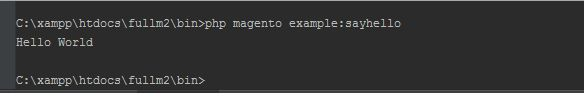 C:\xampp\htdocs\fullm2\bin>php magento example:sayhello
Hello World
C:\xampp\htdocs\fullm2\bin>